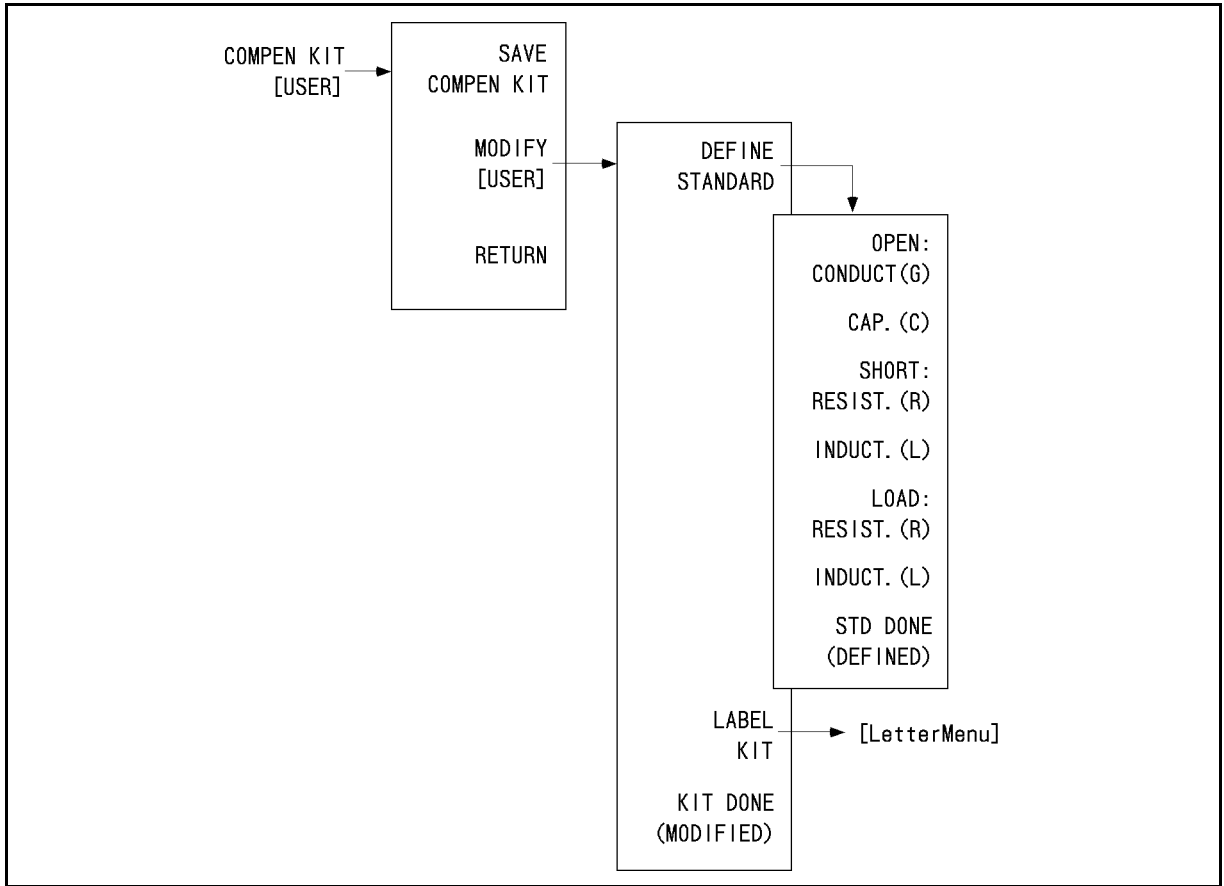 COMPEN KIT
[USER]
SAVE
COMPEN KIT
MODIFY
[USER]
RETURN
DEFINE
STANDARD
OPEN:
CONDUCT(G)
CAP.(C)
SHORT:
RESIST.(R)
INDUCT.(L)
LOAD:
RESIST.(R)
INDUCT.(L)
STD DONE
(DEFINED)
LABEL
KIT
[LetterMenu]
KIT DONE
(MODIFIED)